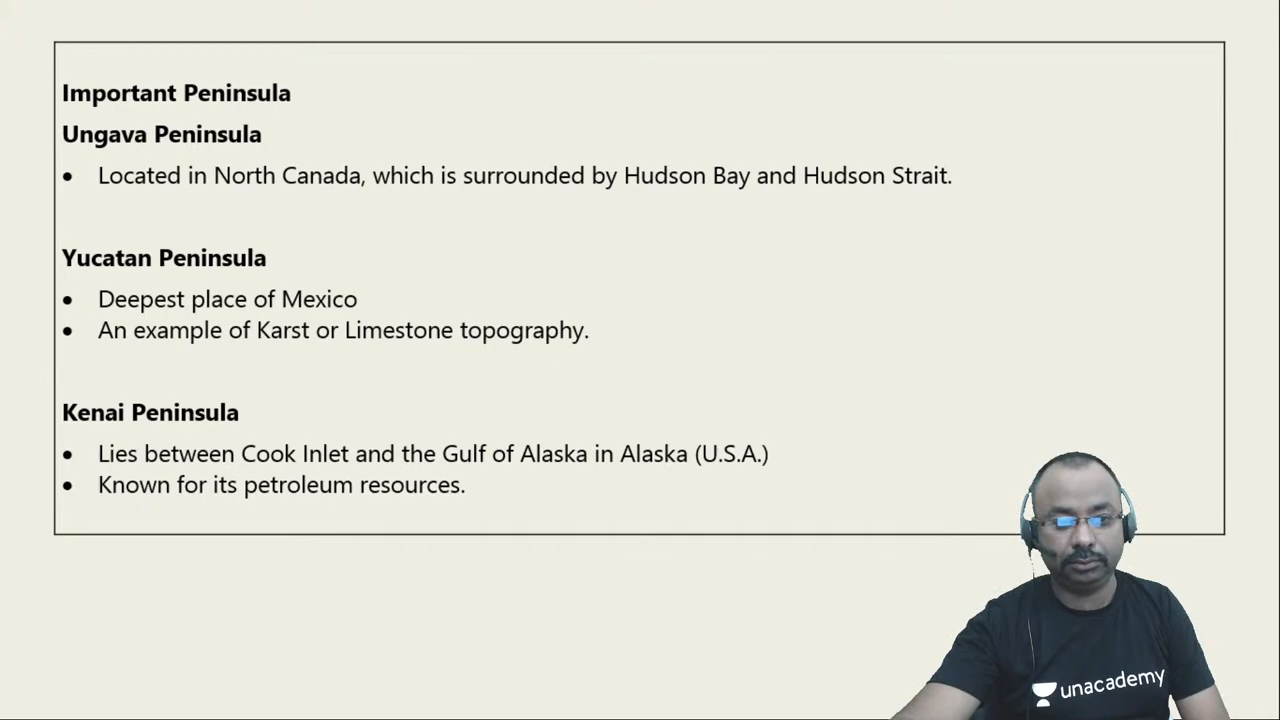 Important Peninsula
Ungava Peninsula
• Located in North Canada, which is surrounded by Hudson Bay and Hudson Strait.
Yucatan Peninsula
• Deepest place of Mexico
• An example of Karst or Limestone topography.
Kenai Peninsula
• Lies between Cook Inlet and the Gulf of Alaska in Alaska (U.S.A.)
• Known for its petroleum resources.
unacademy